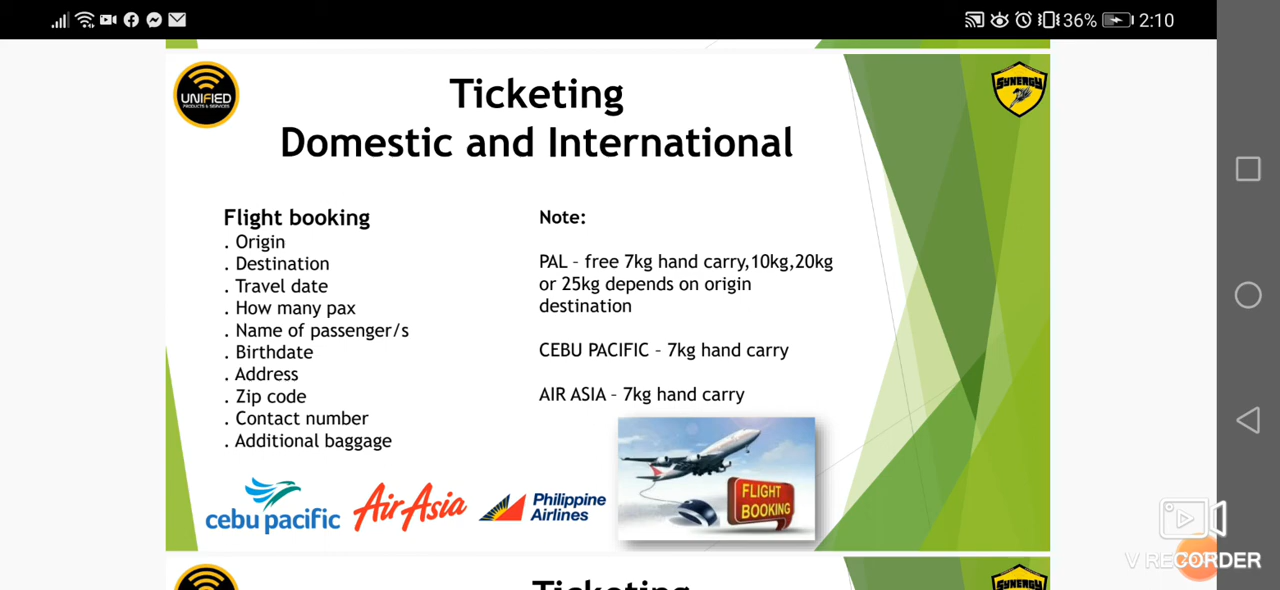 36% 2:10
UNIFIED
PRODUCTS & SERVICES
SYNERGY
Ticketing
Domestic and International
Flight booking
. Origin
. Destination
. Travel date
. How many pax
. Name of passenger/s
. Birthdate
. Address
. Zip code
. Contact number
. Additional baggage
Note:
PAL – free 7kg hand carry,10kg,20kg
or 25kg depends on origin
destination
CEBU PACIFIC – 7kg hand carry
AIR ASIA – 7kg hand carry
cebu pacific
AirAsia
Philippine
Airlines
FLIGHT
BOOKING
V RECORDER
Ticketing
SYNERGY